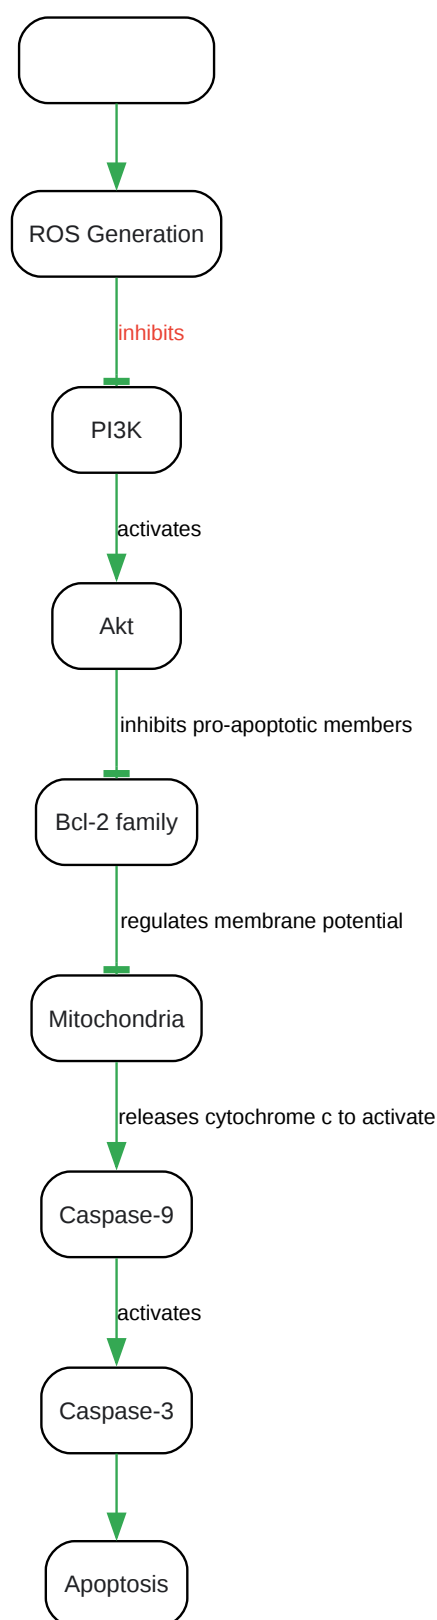 ROS Generation
inhibits
PI3K
activates
Akt
inhibits pro-apoptotic members
Bcl-2 family
regulates membrane potential
Mitochondria
releases cytochrome c to activate
Caspase-9
activates
Caspase-3
Apoptosis